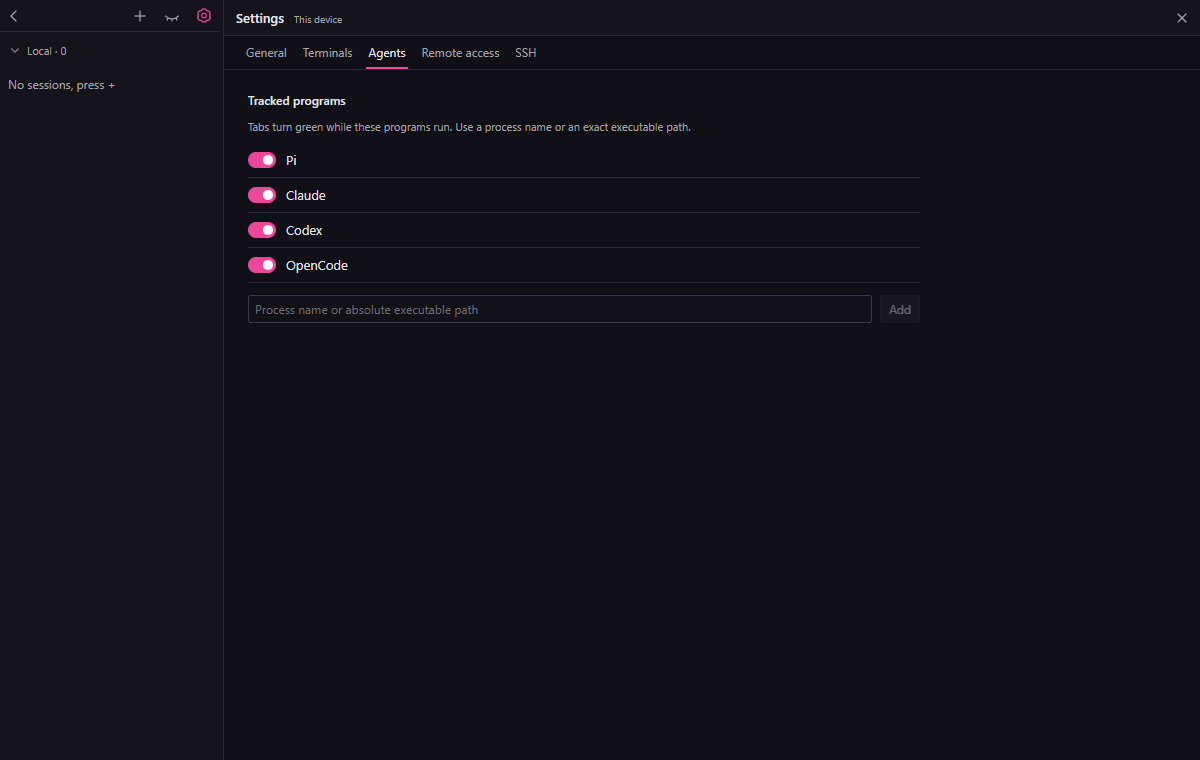 Settings This device
Local · 0
No sessions, press +
General Terminals Agents Remote access SSH
Tracked programs
Tabs turn green while these programs run. Use a process name or an exact executable path.
Pi
Claude
Codex
OpenCode
Process name or absolute executable path Add